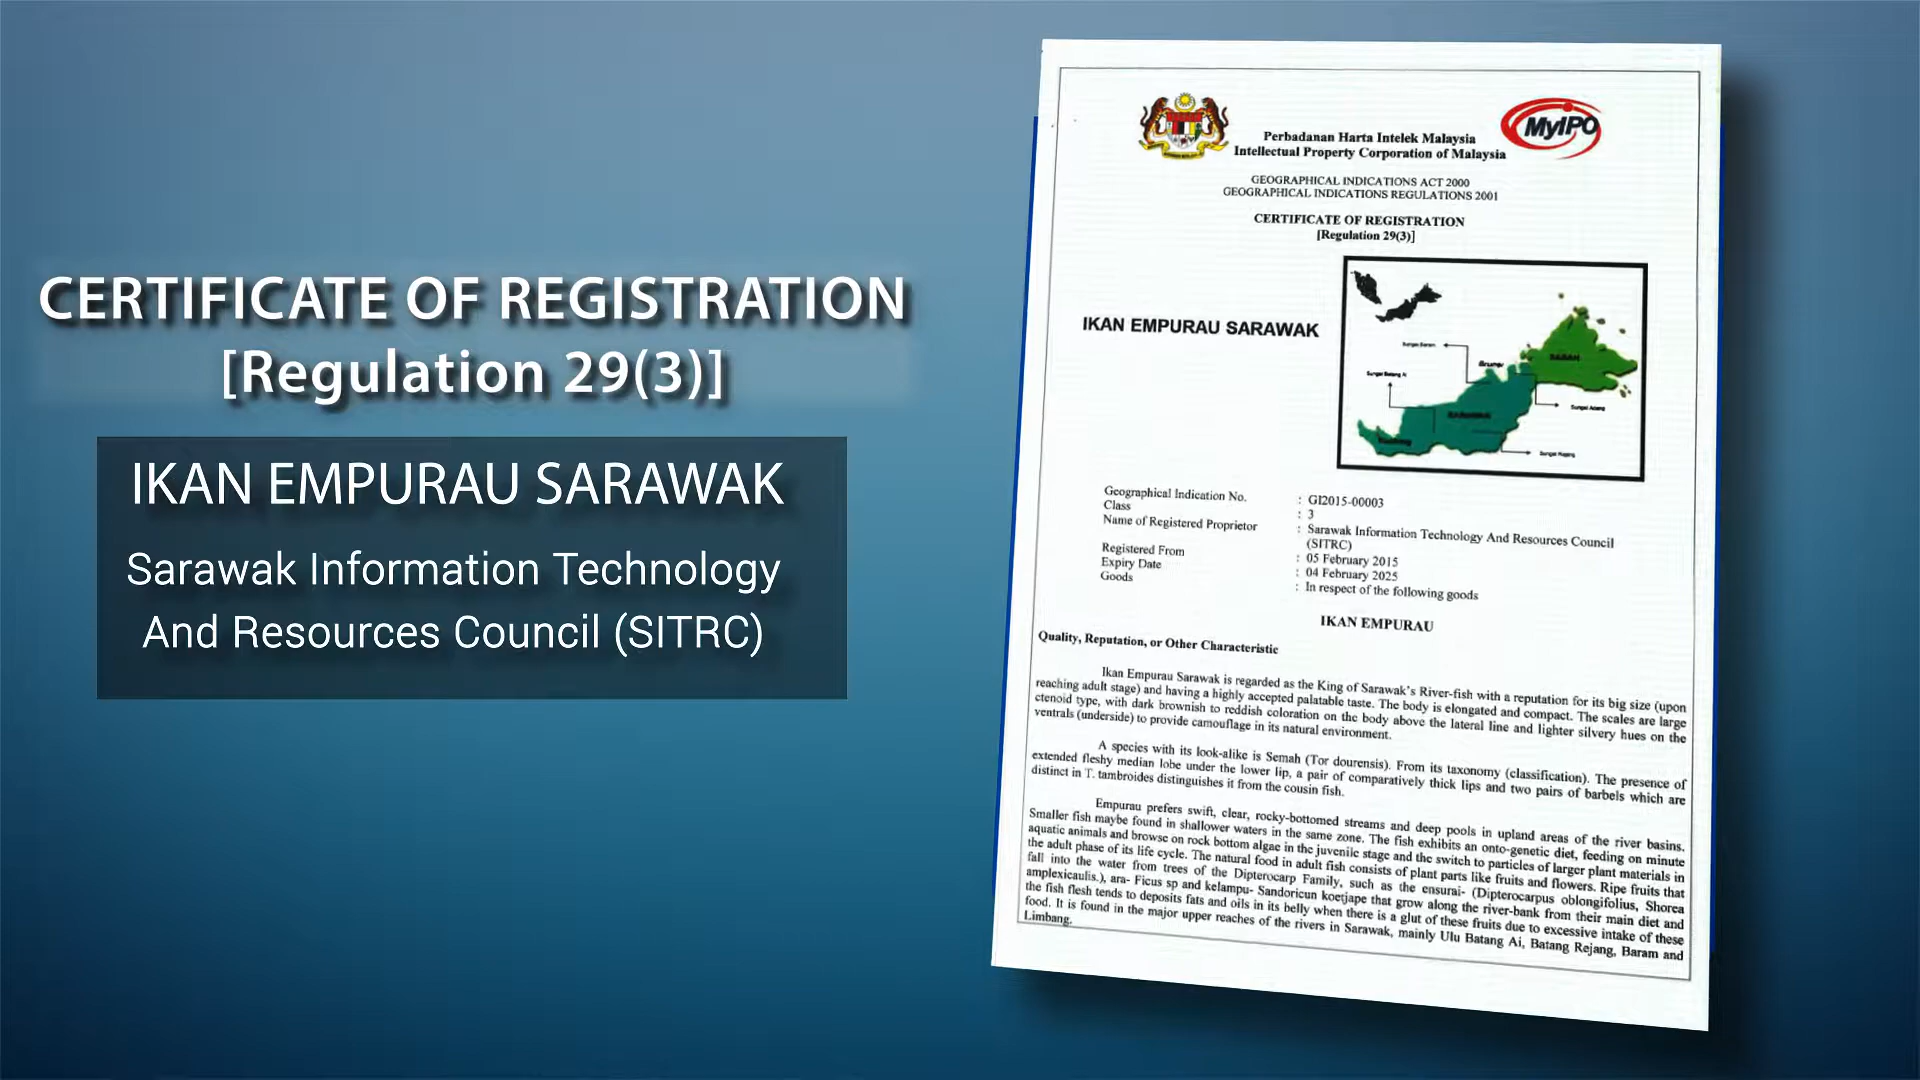 CERTIFICATE OF REGISTRATION
[Regulation 29(3)]
IKAN EMPURAU SARAWAK
Sarawak Information Technology
And Resources Council (SITRC)
MyIPO
Perbadanan Harta Intelek Malaysia
Intellectual Property Corporation of Malaysia
GEOGRAPHICAL INDICATIONS ACT 2000
GEOGRAPHICAL INDICATIONS REGULATIONS 2001
CERTIFICATE OF REGISTRATION
[Regulation 29(3)]
IKAN EMPURAU SARAWAK
Sungai Baram
Brunei
SABAH
Sungai Batang Ai
SARAWAK
Kuching
Sungai Rajang
Geographical Indication No. : GI2015-00003
Class : 3
Name of Registered Proprietor : Sarawak Information Technology And Resources Council
(SITRC)
Registered From : 05 February 2015
Expiry Date : 04 February 2025
Goods : In respect of the following goods
IKAN EMPURAU
Quality, Reputation, or Other Characteristic
Ikan Empurau Sarawak is regarded as the King of Sarawak's River-fish with a reputation for its big size (upon
reaching adult stage) and having a highly accepted palatable taste. The body is elongated and compact. The scales are large
ctenoid type, with dark brownish to reddish coloration on the body above the lateral line and lighter silvery hues on the
ventrals (underside) to provide camouflage in its natural environment.
A species with its look-alike is Semah (Tor dourensis). From its taxonomy (classification). The presence of
extended fleshy median lobe under the lower lip, a pair of comparatively thick lips and two pairs of barbels which are
distinct in T. tambroides distinguishes it from the cousin fish.
Empurau prefers swift, clear, rocky-bottomed streams and deep pools in upland areas of the river basins.
Smaller fish maybe found in shallower waters in the same zone. The fish exhibits an onto-genetic diet, feeding on minute
aquatic animals and browse on rock bottom algae in the juvenile stage and the switch to particles of larger plant materials in
the adult phase of its life cycle. The natural food in adult fish consists of plant parts like fruits and flowers. Ripe fruits that
fall into the water from trees of the Dipterocarp Family, such as the ensurai- (Dipterocarpus oblongifolius, Shorea
amplexicaulis.), ara- Ficus sp and kelampu- Sandoricun koetjape that grow along the river-bank from their main diet and
the fish flesh tends to deposits fats and oils in its belly when there is a glut of these fruits due to excessive intake of these
food. It is found in the major upper reaches of the rivers in Sarawak, mainly Ulu Batang Ai, Batang Rejang, Baram and
Limbang.